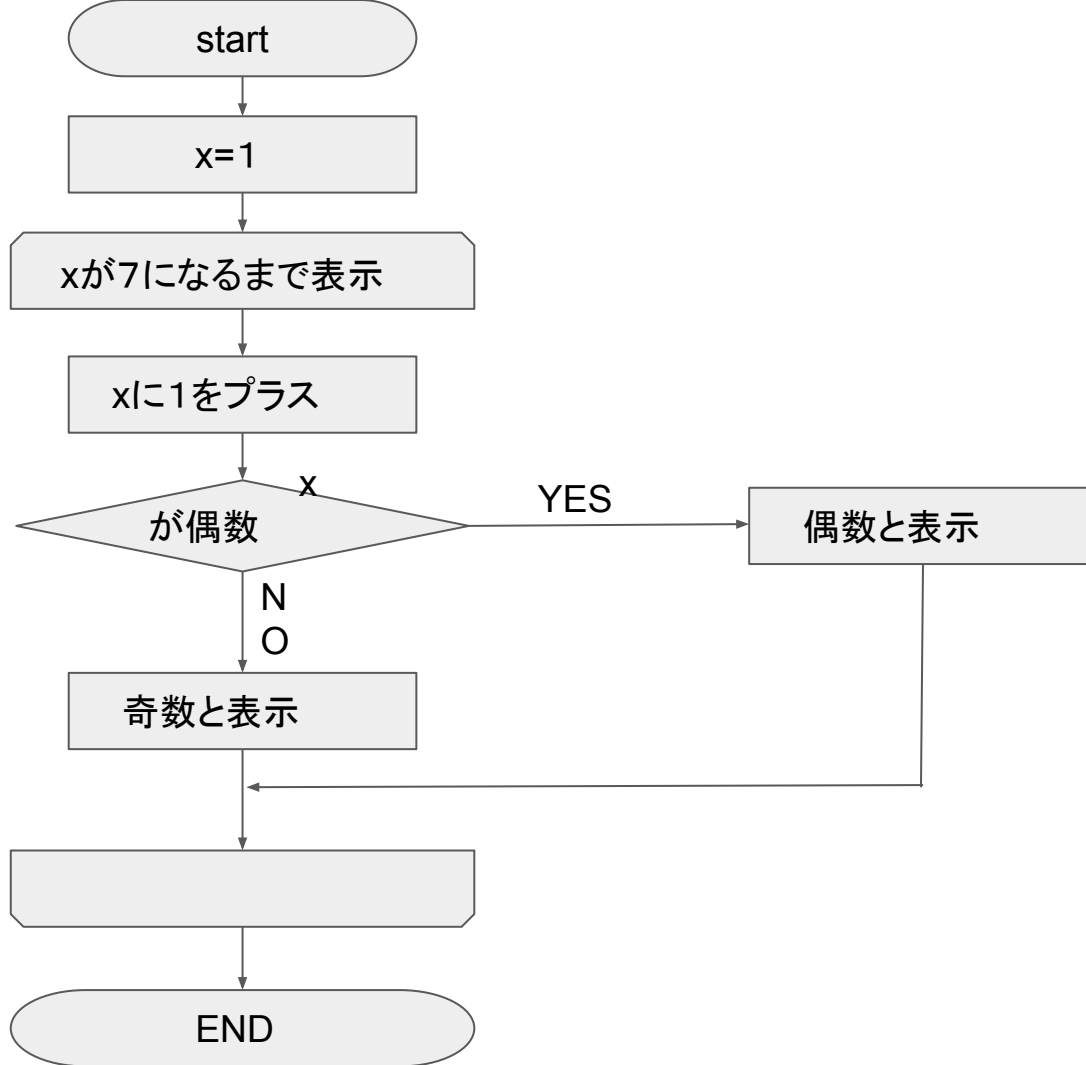 start
x=1
xが7になるまで表示
xに１をプラス
x
が偶数
YES
偶数と表示
N
O
奇数と表示
END